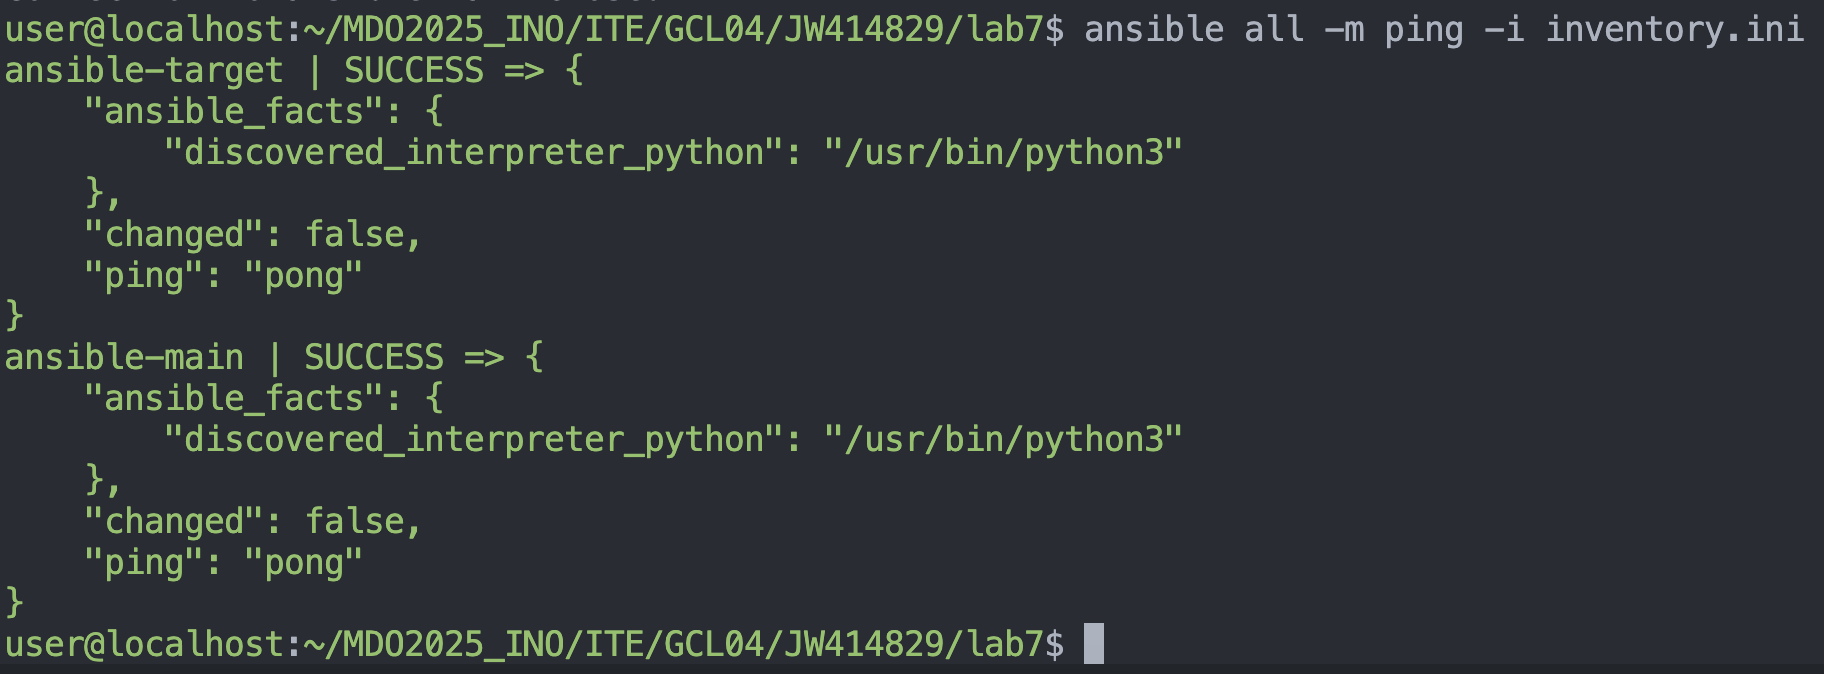 user@localhost:~/MDO2025_INO/ITE/GCL04/JW414829/lab7$ ansible all -m ping -i inventory.ini
ansible-target | SUCCESS => {
    "ansible_facts": {
        "discovered_interpreter_python": "/usr/bin/python3"
    },
    "changed": false,
    "ping": "pong"
}
ansible-main | SUCCESS => {
    "ansible_facts": {
        "discovered_interpreter_python": "/usr/bin/python3"
    },
    "changed": false,
    "ping": "pong"
}
user@localhost:~/MDO2025_INO/ITE/GCL04/JW414829/lab7$